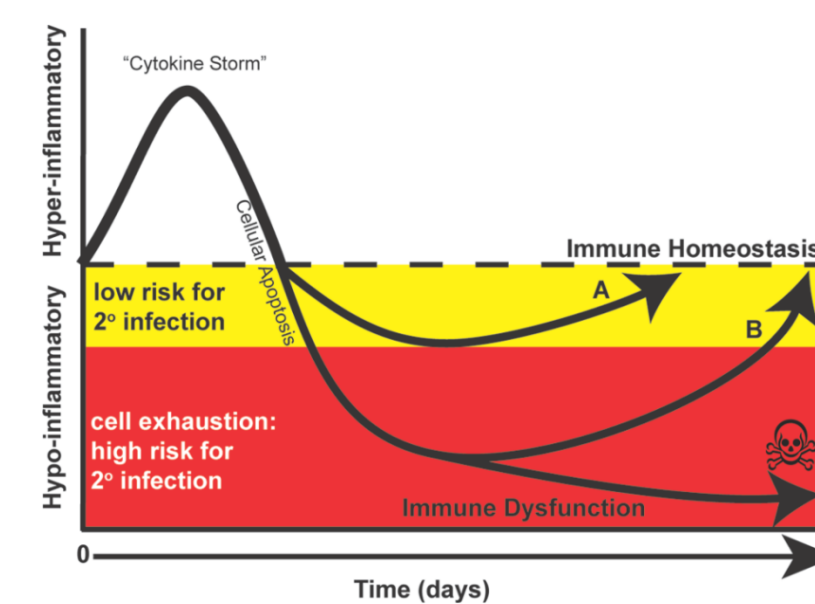 Hyper-inflammatory
"Cytokine Storm"
Cellular Apoptosis
Immune Homeostasis
low risk for
2° infection
A
B
Hypo-inflammatory
cell exhaustion:
high risk for
2° infection
Immune Dysfunction
0
Time (days)